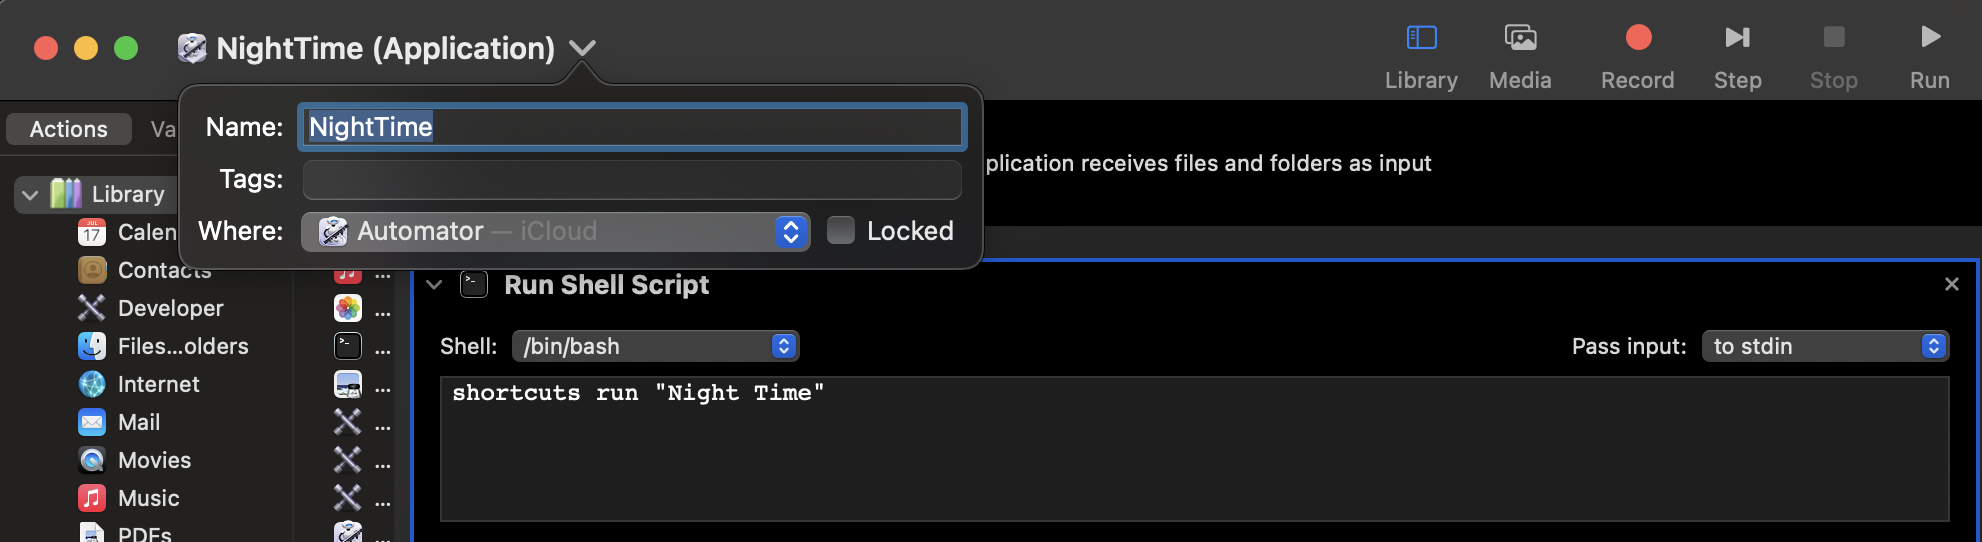 NightTime (Application)
Library
Media
Record
Step
Stop
Run
Actions
Va
Name: NightTime
Tags:
Where: Automator — iCloud
Locked
plication receives files and folders as input
Library
JUL
17
Calen
Contacts
Developer
Files...olders
Internet
Mail
Movies
Music
PDFs
...
...
...
...
...
...
...
...
Run Shell Script
Shell: /bin/bash
Pass input: to stdin
shortcuts run "Night Time"